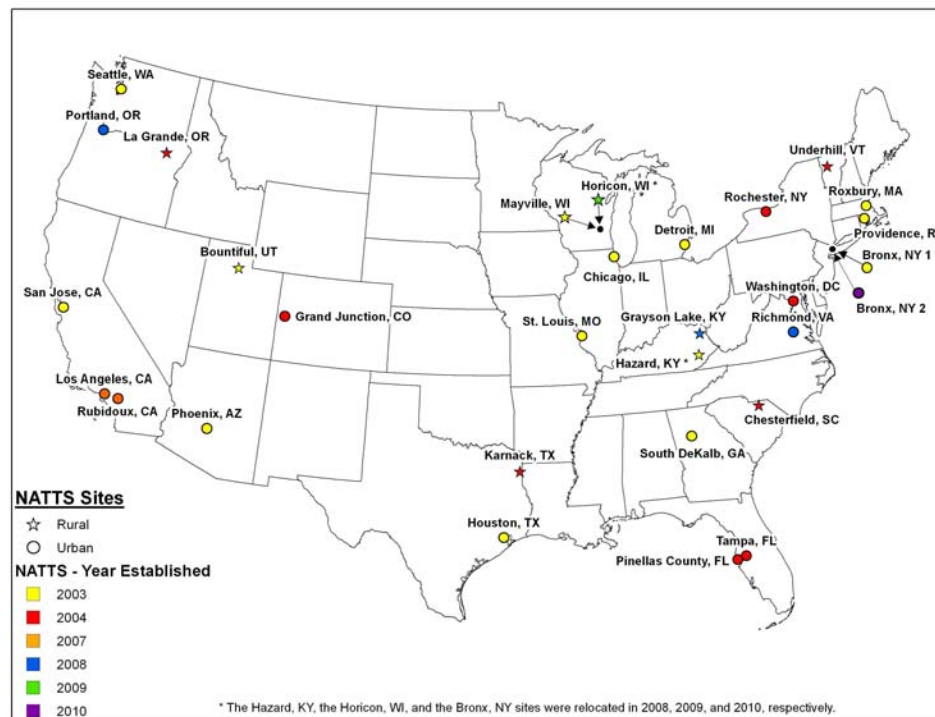 Seattle, WA
Portland, OR
La Grande, OR
Underhill, VT
Horicon, WI *
Mayville, WI
Rochester, NY
Roxbury, MA
Detroit, MI
Providence, R
Bountiful, UT
Bronx, NY 1
Chicago, IL
San Jose, CA
Washington, DC
Bronx, NY 2
Grand Junction, CO
St. Louis, MO
Grayson Lake, KY
Richmond, VA
Hazard, KY *
Los Angeles, CA
Rubidoux, CA
Phoenix, AZ
Chesterfield, SC
South DeKalb, GA
Karnack, TX
NATTS Sites
Rural
Urban
Houston, TX
Tampa, FL
Pinellas County, FL
NATTS - Year Established
2003
2004
2007
2008
2009
2010
* The Hazard, KY, the Horicon, WI, and the Bronx, NY sites were relocated in 2008, 2009, and 2010, respectively.